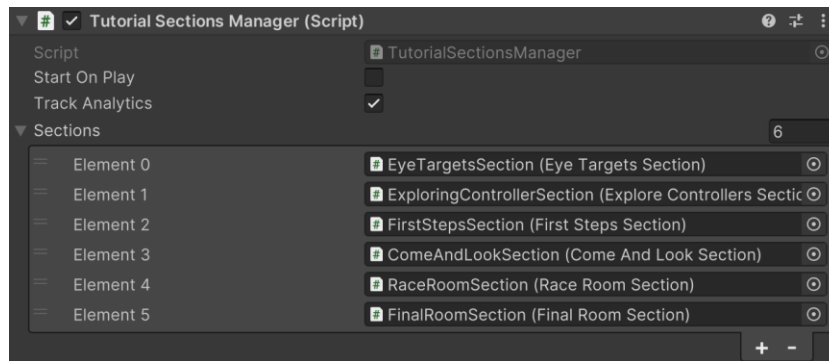 Tutorial Sections Manager (Script)
Script TutorialSectionsManager
Start On Play
Track Analytics
Sections 6
Element 0 EyeTargetsSection (Eye Targets Section)
Element 1 ExploringControllerSection (Explore Controllers Sectic
Element 2 FirstStepsSection (First Steps Section)
Element 3 ComeAndLookSection (Come And Look Section)
Element 4 RaceRoomSection (Race Room Section)
Element 5 FinalRoomSection (Final Room Section)
+ -